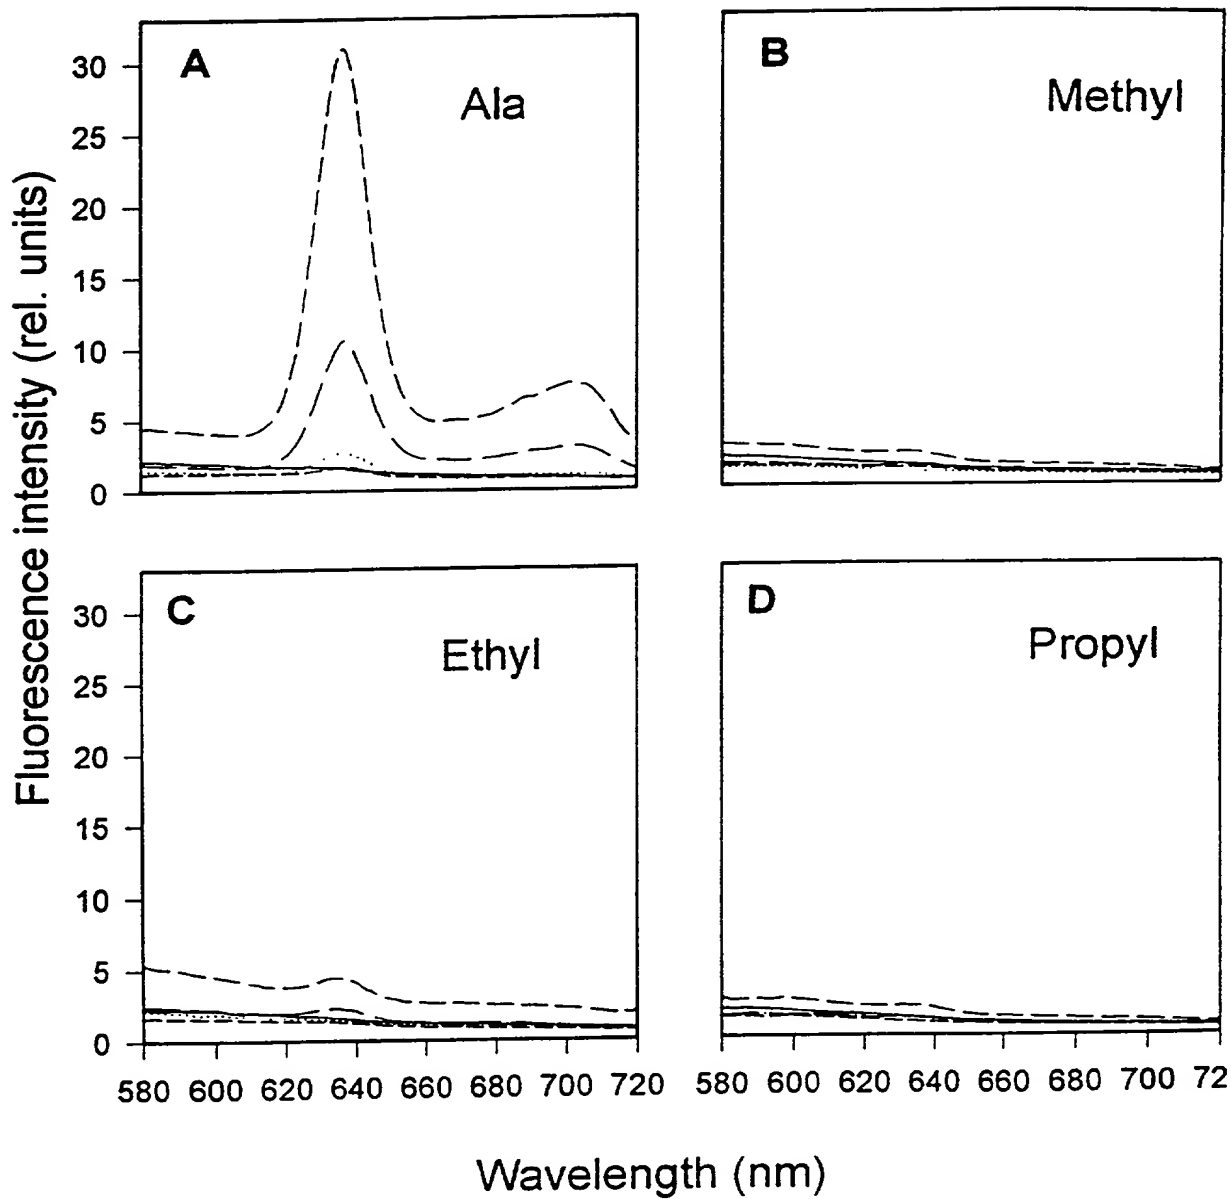 A
Ala
B
Methyl
30
25
20
15
10
5
0
Fluorescence intensity (rel. units)
C
Ethyl
D
Propyl
30
25
20
15
10
5
0
580 600 620 640 660 680 700 720
580 600 620 640 660 680 700 72
Wavelength (nm)